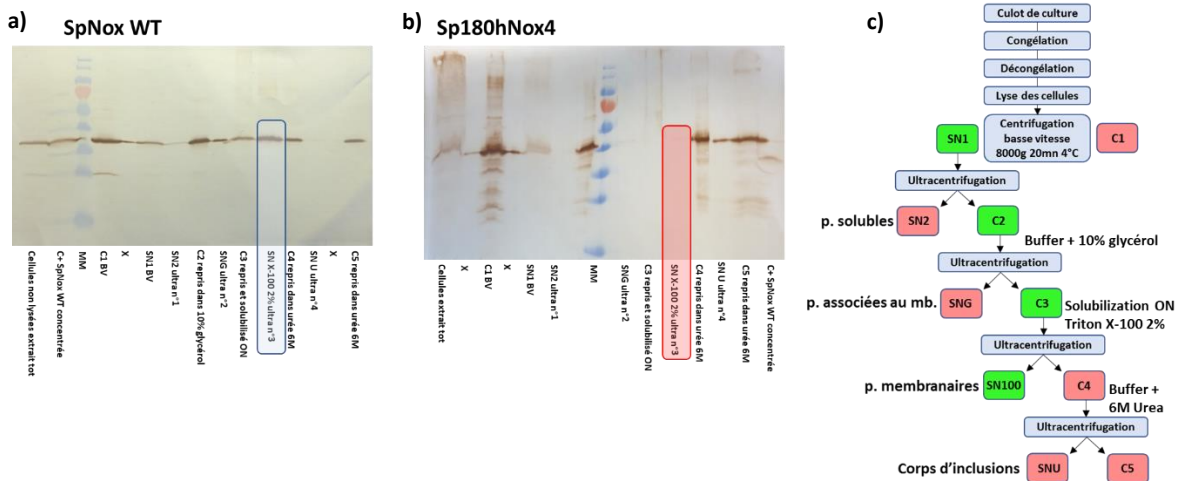 a) SpNox WT
Cellules non lysées extrait tot
C+ SpNox WT concentrée
MM
C1 BV
X
SN1 BV
SN2 ultra n°1
C2 repris dans 10% glycérol
SNG ultra n°2
C3 repris et solubilisé ON
SN X-100 2% ultra n°3
C4 repris dans urée 6M
SN U ultra n°4
X
C5 repris dans urée 6M
b) Sp180hNox4
Cellules extrait tot
X
C1 BV
X
SN1 BV
SN2 ultra n°1
MM
SNG ultra n°2
C3 repris et solubilisé ON
SN X-100 2% ultra n°3
C4 repris dans urée 6M
SN U ultra n°4
C5 repris dans urée 6M
C+ SpNox WT concentrée
c)
Culot de culture
Congélation
Décongélation
Lyse des cellules
Centrifugation
basse vitesse
8000g 20mn 4°C
SN1
C1
Ultracentrifugation
p. solubles
SN2
C2
Buffer + 10% glycérol
Ultracentrifugation
p. associées au mb.
SNG
C3
Solubilization ON
Triton X-100 2%
Ultracentrifugation
p. membranaires
SN100
C4
Buffer +
6M Urea
Ultracentrifugation
Corps d'inclusions
SNU
C5